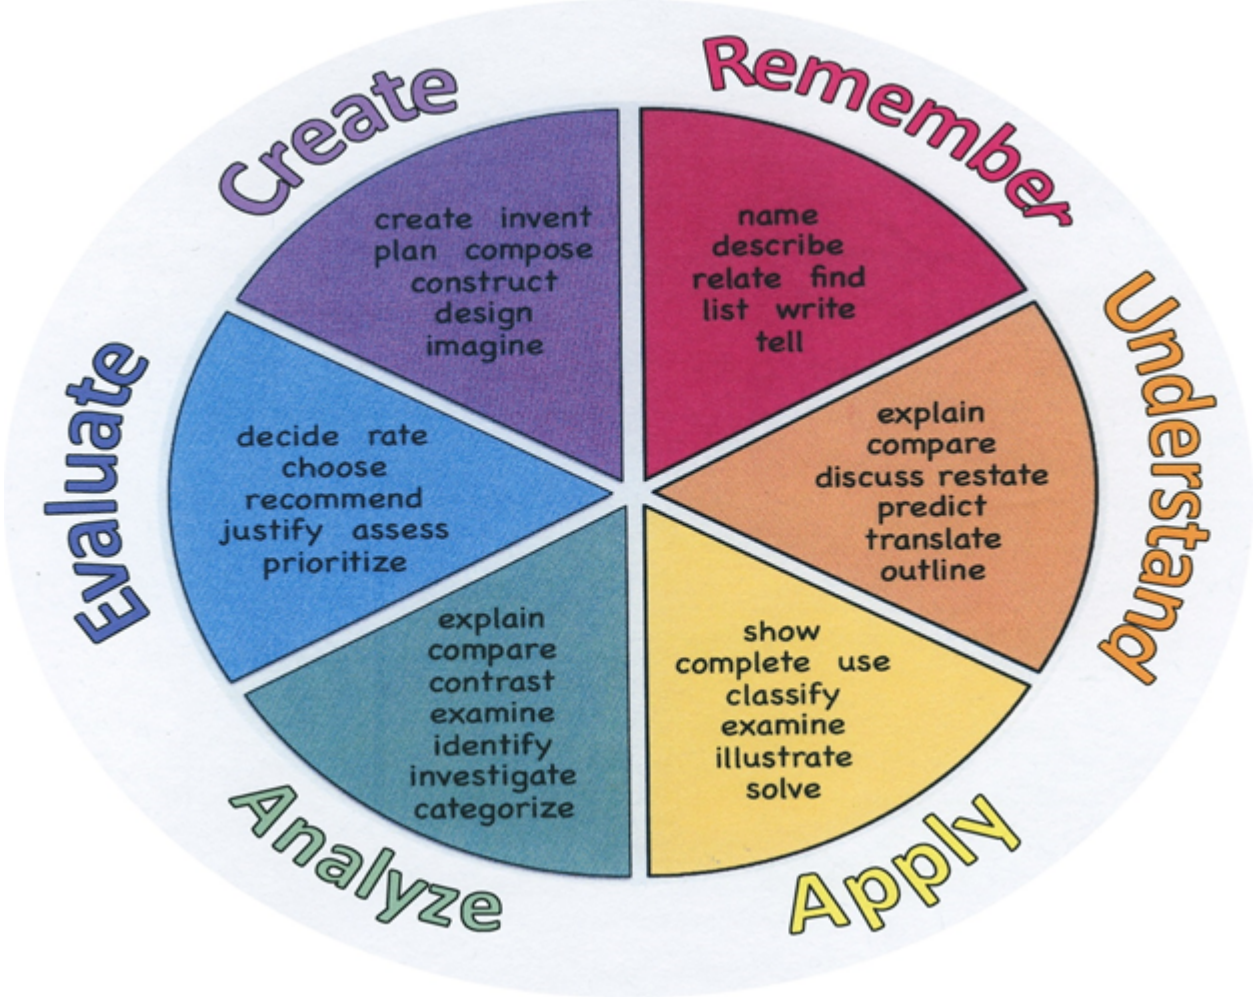 Remember
name
describe
relate find
list write
tell
Understand
explain
compare
discuss restate
predict
translate
outline
Apply
show
complete use
classify
examine
illustrate
solve
Analyze
explain
compare
contrast
examine
identify
investigate
categorize
Evaluate
decide rate
choose
recommend
justify assess
prioritize
Create
create invent
plan compose
construct
design
imagine